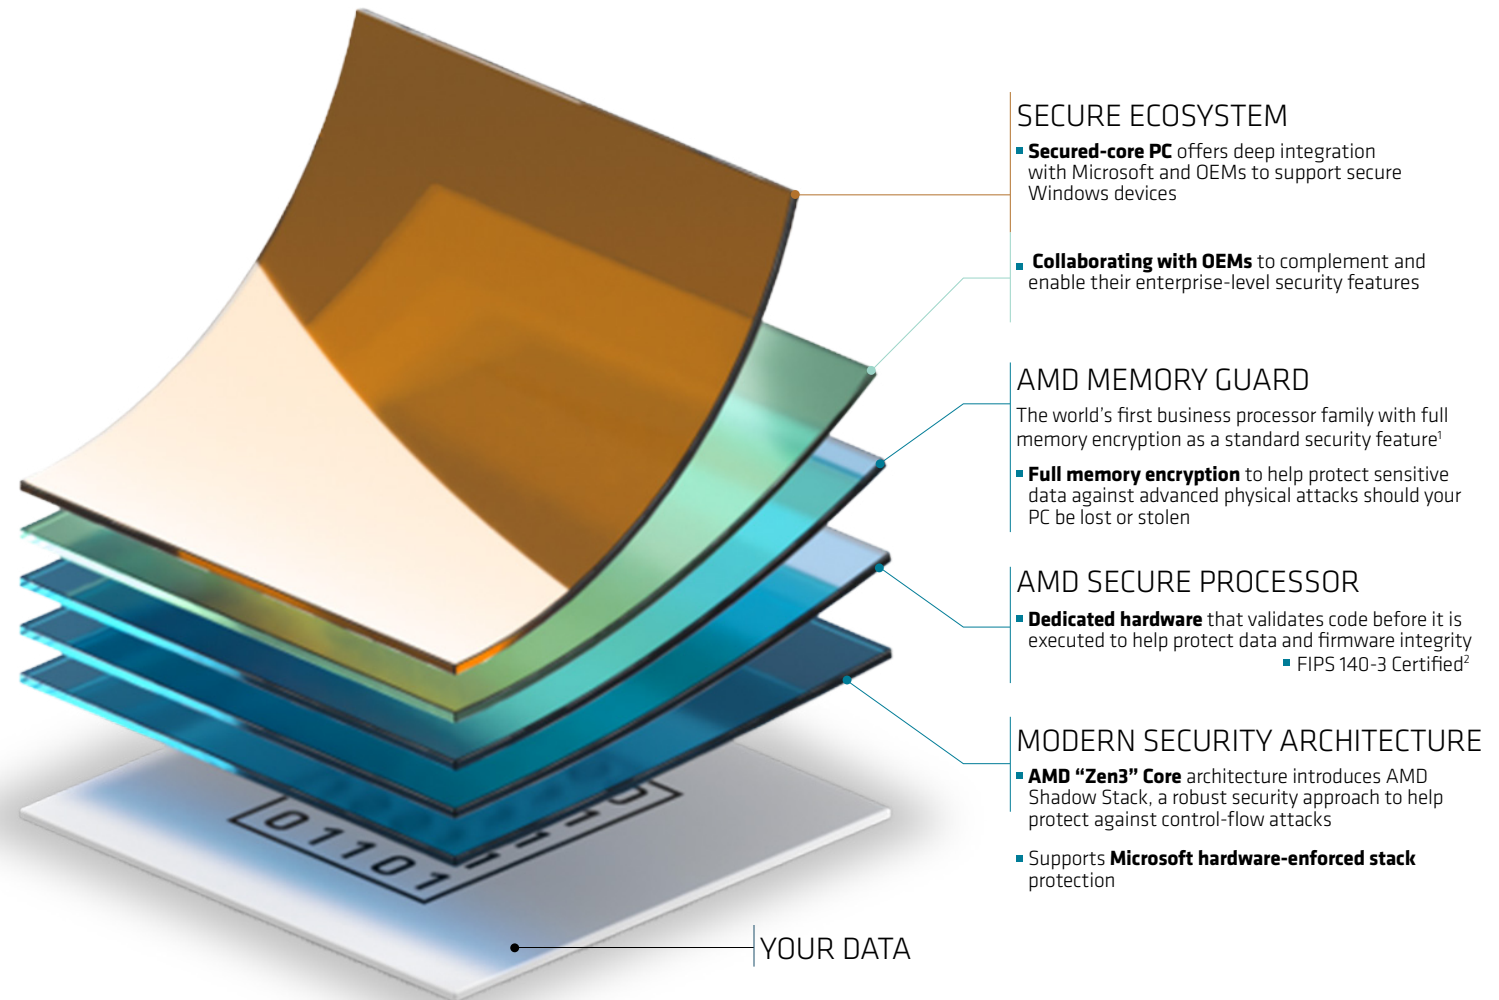 SECURE ECOSYSTEM
▪ Secured-core PC offers deep integration
with Microsoft and OEMs to support secure
Windows devices
▪ Collaborating with OEMs to complement and
enable their enterprise-level security features
AMD MEMORY GUARD
The world’s first business processor family with full
memory encryption as a standard security feature¹
▪ Full memory encryption to help protect sensitive
data against advanced physical attacks should your
PC be lost or stolen
AMD SECURE PROCESSOR
▪ Dedicated hardware that validates code before it is
executed to help protect data and firmware integrity
▪ FIPS 140-3 Certified²
MODERN SECURITY ARCHITECTURE
▪ AMD “Zen3” Core architecture introduces AMD
Shadow Stack, a robust security approach to help
protect against control-flow attacks
▪ Supports Microsoft hardware-enforced stack
protection
01101
YOUR DATA